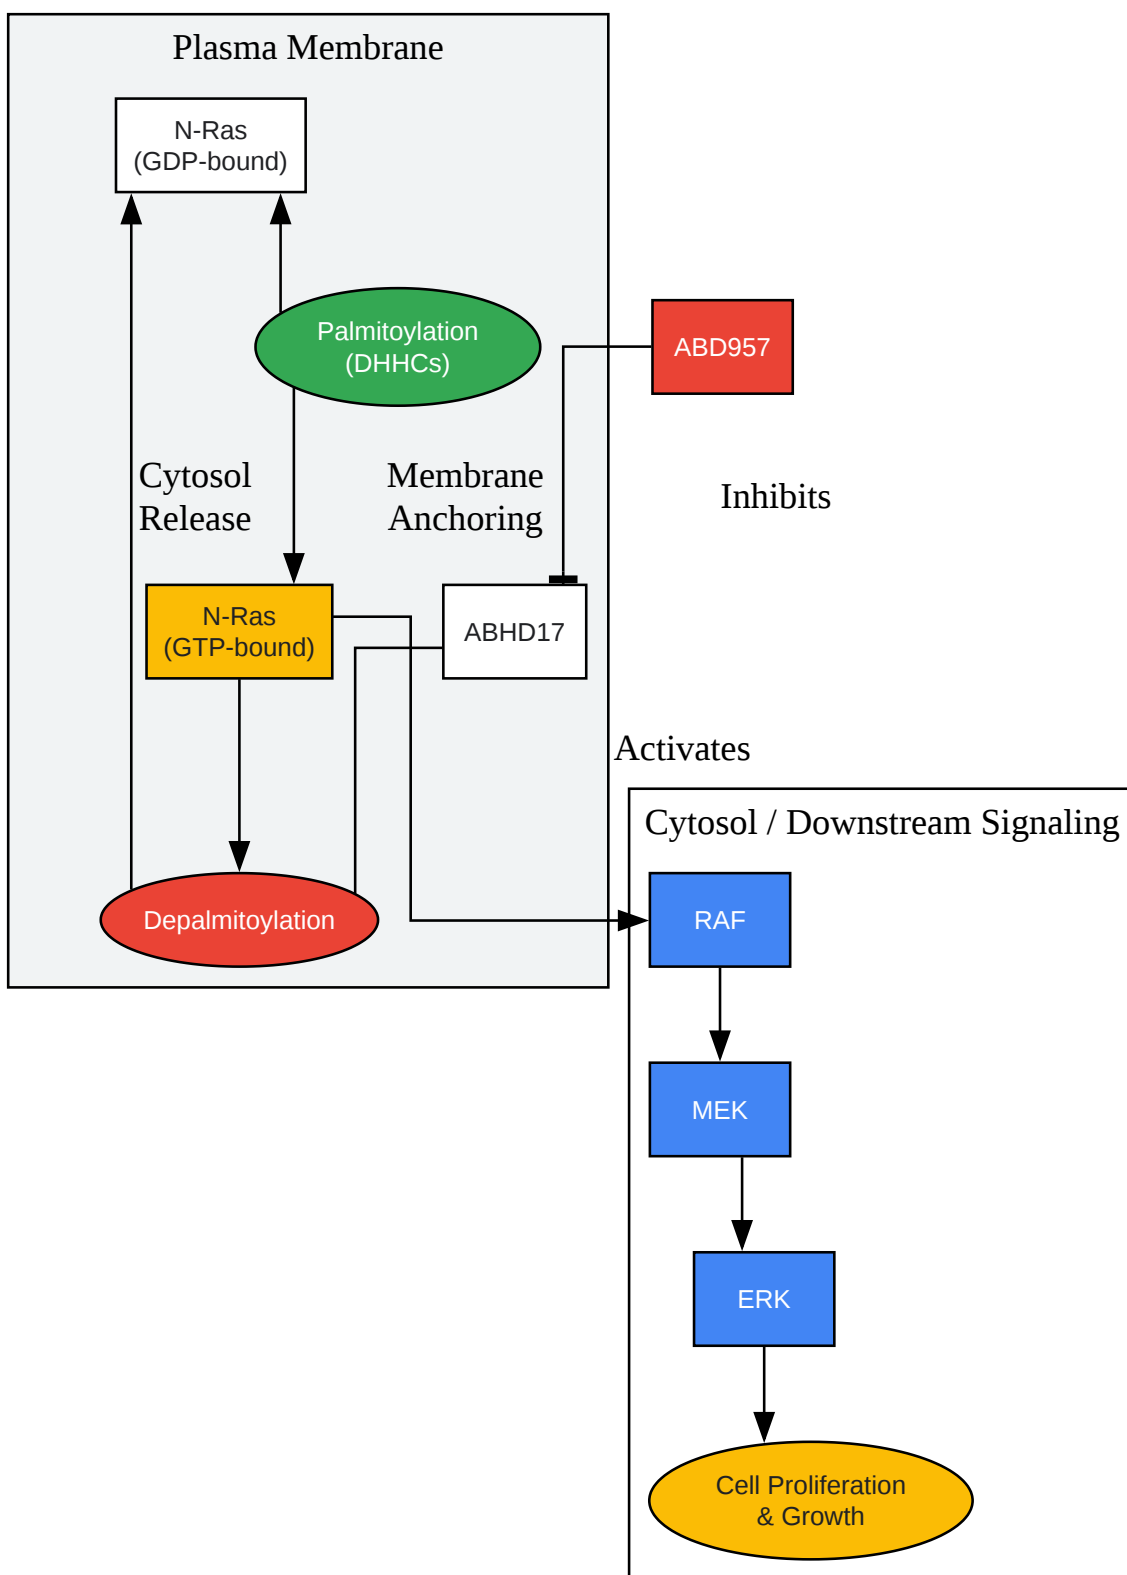 Plasma Membrane
N-Ras
(GDP-bound)
Palmitoylation
(DHHCs)
ABD957
Cytosol
Release
Membrane
Anchoring
Inhibits
N-Ras
(GTP-bound)
ABHD17
Activates
Cytosol / Downstream Signaling
Depalmitoylation
RAF
MEK
ERK
Cell Proliferation
& Growth